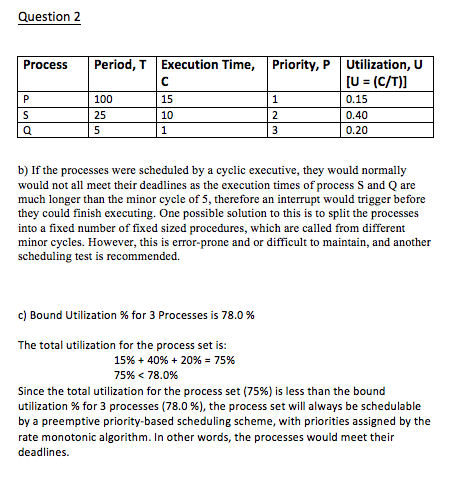 Question 2
Process Period, T Execution Time, C Priority, P Utilization, U [U = (C/T)]
P 100 15 1 0.15
S 25 10 2 0.40
Q 5 1 3 0.20
b) If the processes were scheduled by a cyclic executive, they would normally
would not all meet their deadlines as the execution times of process S and Q are
much longer than the minor cycle of 5, therefore an interrupt would trigger before
they could finish executing. One possible solution to this is to split the processes
into a fixed number of fixed sized procedures, which are called from different
minor cycles. However, this is error-prone and or difficult to maintain, and another
scheduling test is recommended.
c) Bound Utilization % for 3 Processes is 78.0 %
The total utilization for the process set is:
15% + 40% + 20% = 75%
75% < 78.0%
Since the total utilization for the process set (75%) is less than the bound
utilization % for 3 processes (78.0 %), the process set will always be schedulable
by a preemptive priority-based scheduling scheme, with priorities assigned by the
rate monotonic algorithm. In other words, the processes would meet their
deadlines.